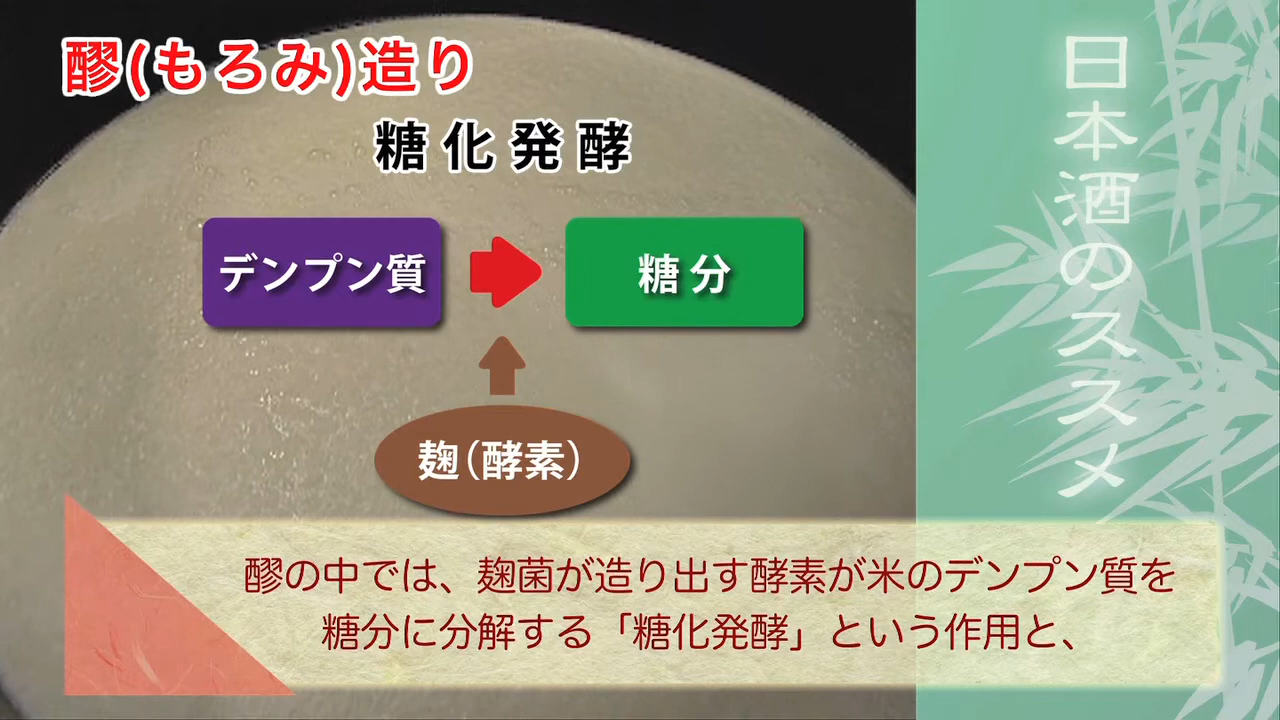 醪(もろみ)造り
糖化発酵
デンプン質
糖分
麹(酵素)
醪の中では、麹菌が造り出す酵素が米のデンプン質を
糖分に分解する「糖化発酵」という作用と、
日本酒のススメ